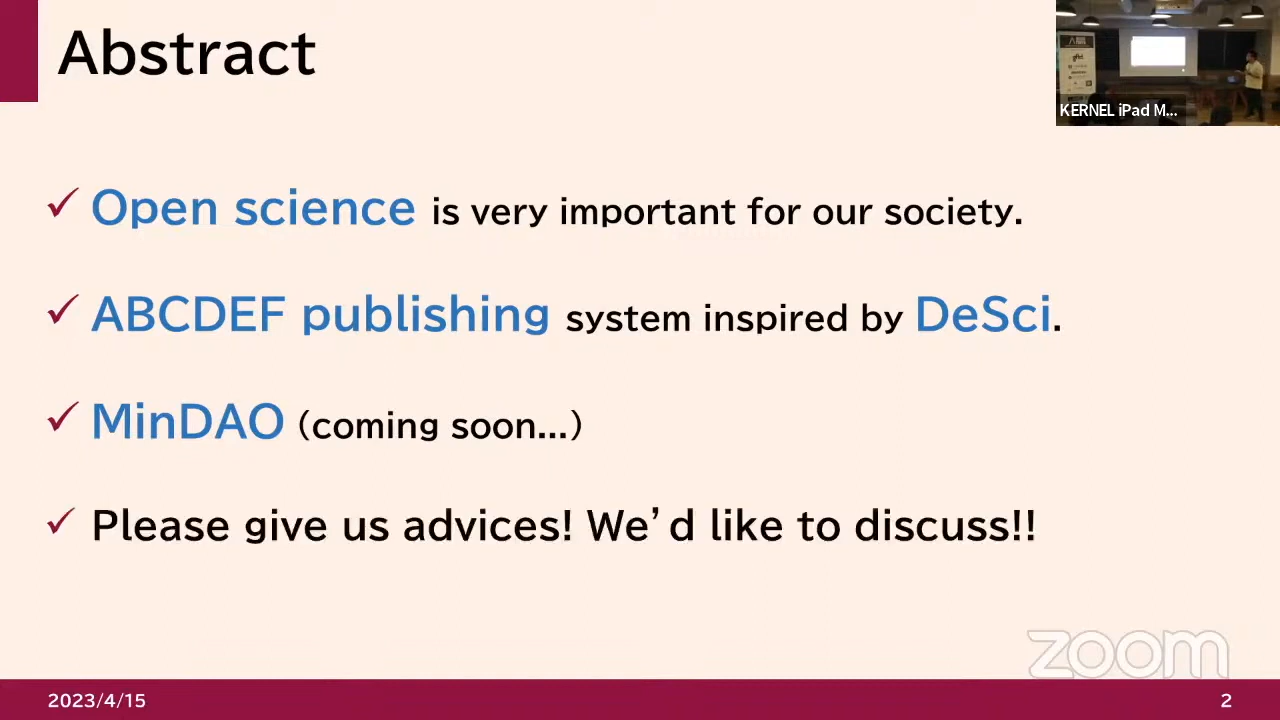 Abstract
KERNEL iPad M...
✓ Open science is very important for our society.
✓ ABCDEF publishing system inspired by DeSci.
✓ MinDAO (coming soon...)
✓ Please give us advices! We'd like to discuss!!
zoom
2023/4/15
2